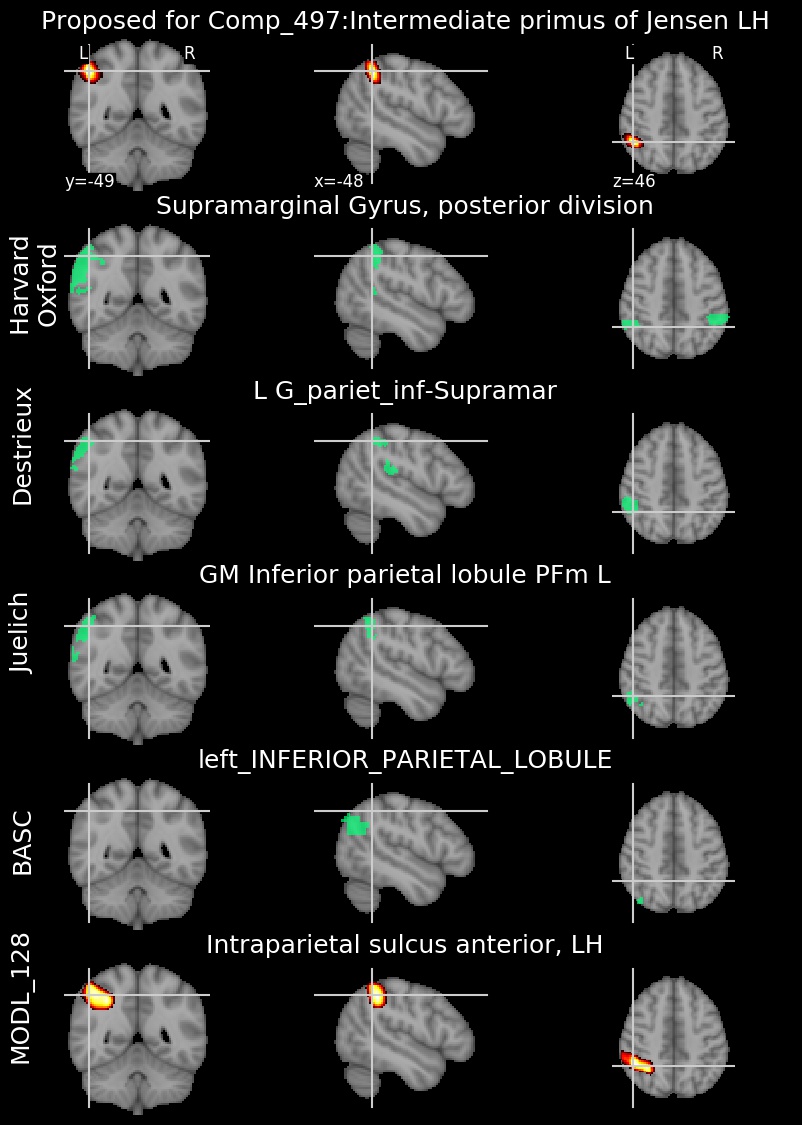 Proposed for Comp_497:Intermediate primus of Jensen LH
L R
L R
y=-49
x=-48
z=46
Supramarginal Gyrus, posterior division
Harvard
Oxford
L G_pariet_inf-Supramar
Destrieux
GM Inferior parietal lobule PFm L
Juelich
left_INFERIOR_PARIETAL_LOBULE
BASC
Intraparietal sulcus anterior, LH
MODL_128